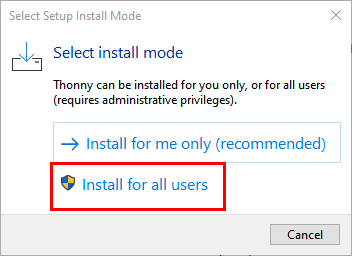 Select Setup Install Mode
Select install mode
Thonny can be installed for you only, or for all users
(requires administrative privileges).
Install for me only (recommended)
Install for all users
Cancel